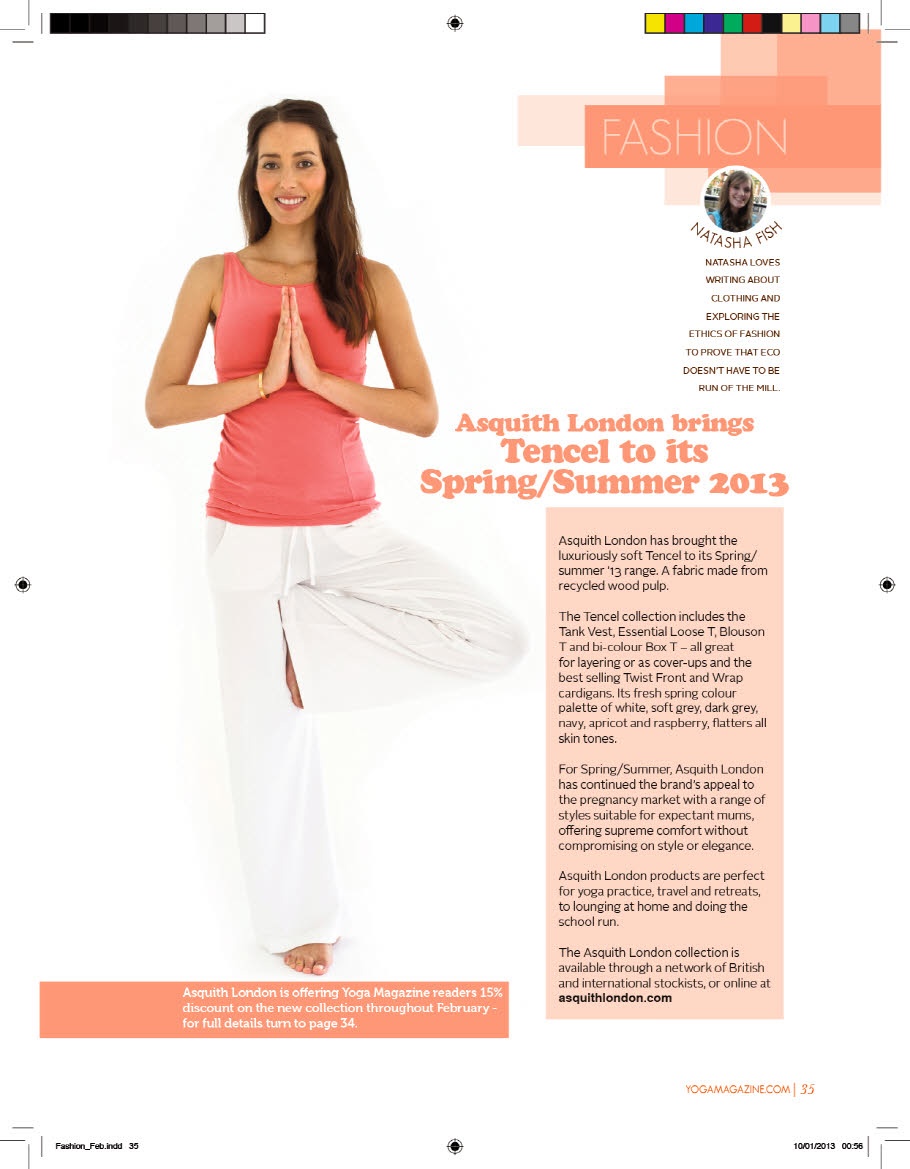 FASHION
NATASHA FISH
NATASHA LOVES
WRITING ABOUT
CLOTHING AND
EXPLORING THE
ETHICS OF FASHION
TO PROVE THAT ECO
DOESN'T HAVE TO BE
RUN OF THE MILL.
Asquith London brings
Tencel to its
Spring/Summer 2013
Asquith London has brought the
luxuriously soft Tencel to its Spring/
summer '13 range. A fabric made from
recycled wood pulp.
The Tencel collection includes the
Tank Vest, Essential Loose T, Blouson
T and bi-colour Box T – all great
for layering or as cover-ups and the
best selling Twist Front and Wrap
cardigans. Its fresh spring colour
palette of white, soft grey, dark grey,
navy, apricot and raspberry, flatters all
skin tones.
For Spring/Summer, Asquith London
has continued the brand's appeal to
the pregnancy market with a range of
styles suitable for expectant mums,
offering supreme comfort without
compromising on style or elegance.
Asquith London products are perfect
for yoga practice, travel and retreats,
to lounging at home and doing the
school run.
The Asquith London collection is
available through a network of British
and international stockists, or online at
asquithlondon.com
Asquith London is offering Yoga Magazine readers 15%
discount on the new collection throughout February -
for full details turn to page 34.
YOGAMAGAZINE.COM | 35
Fashion_Feb.indd 35
10/01/2013 00:56